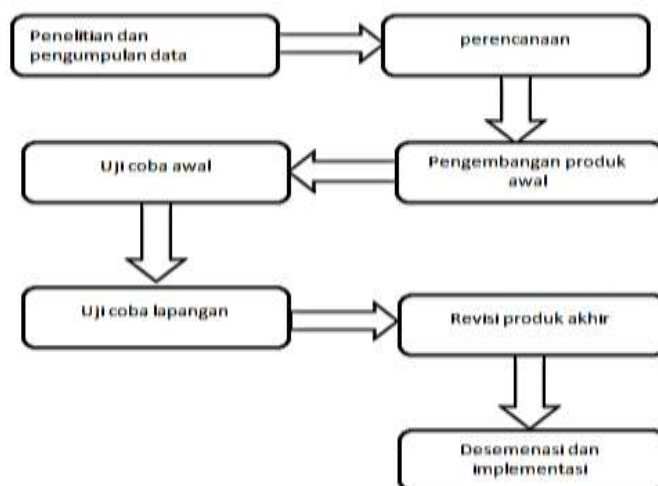 Penelitian dan
pengumpulan data
perencanaan
Pengembangan produk
awal
Uji coba awal
Uji coba lapangan
Revisi produk akhir
Desemenasi dan
implementasi